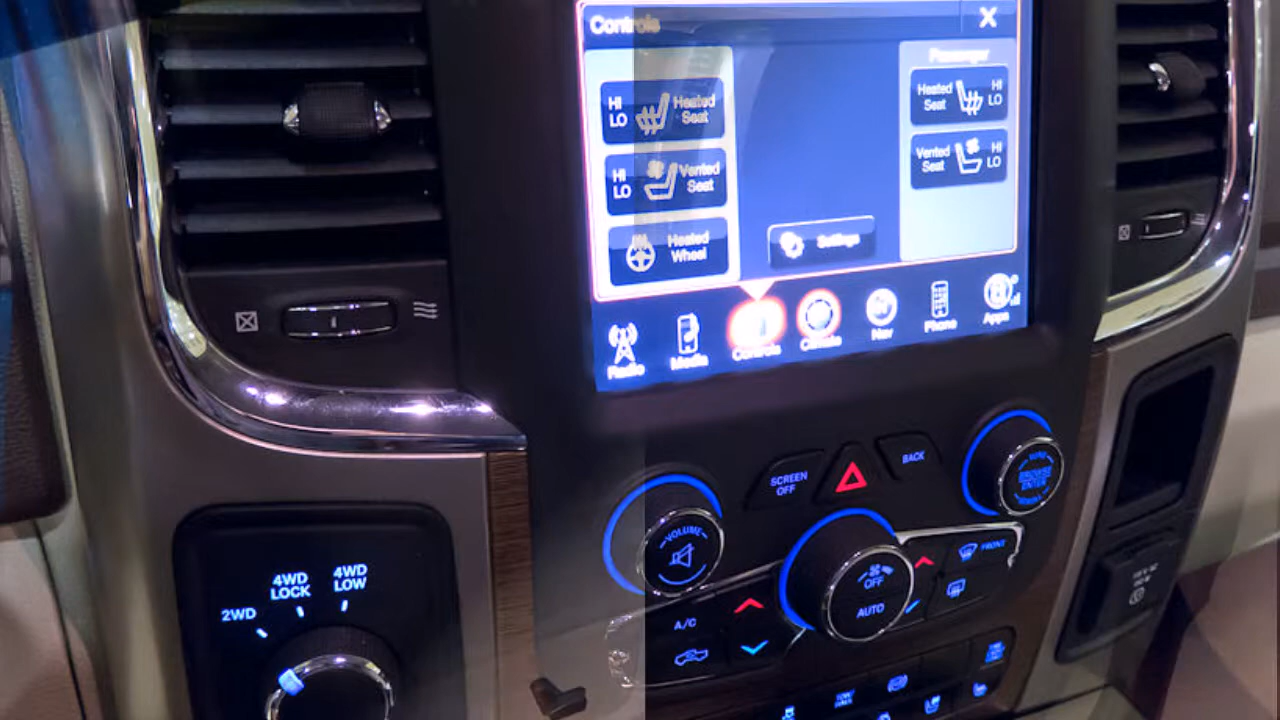 Controls
X
HI
LO
Heated
Seat
HI
LO
Vented
Seat
Heated
Wheel
Settings
Passenger
Heated
Seat
HI
LO
Vented
Seat
HI
LO
Radio
Media
Controls
Climate
Nav
Phone
Apps
SCREEN
OFF
BACK
VOLUME
BROWSE
ENTER
OFF
AUTO
FRONT
A/C
2WD
4WD
LOCK
4WD
LOW